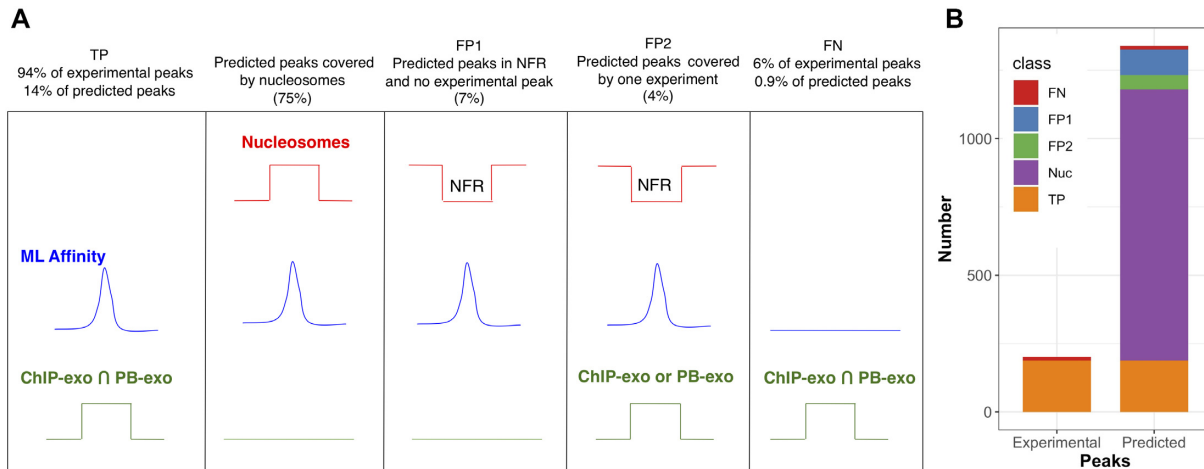 A
TP
94% of experimental peaks
14% of predicted peaks
Predicted peaks covered
by nucleosomes
(75%)
FP1
Predicted peaks in NFR
and no experimental peak
(7%)
FP2
Predicted peaks covered
by one experiment
(4%)
FN
6% of experimental peaks
0.9% of predicted peaks
Nucleosomes
NFR
NFR
ML Affinity
ChIP-exo ∩ PB-exo
ChIP-exo or PB-exo
ChIP-exo ∩ PB-exo
B
class
FN
FP1
FP2
Nuc
TP
Number
1000
500
0
Experimental
Predicted
Peaks